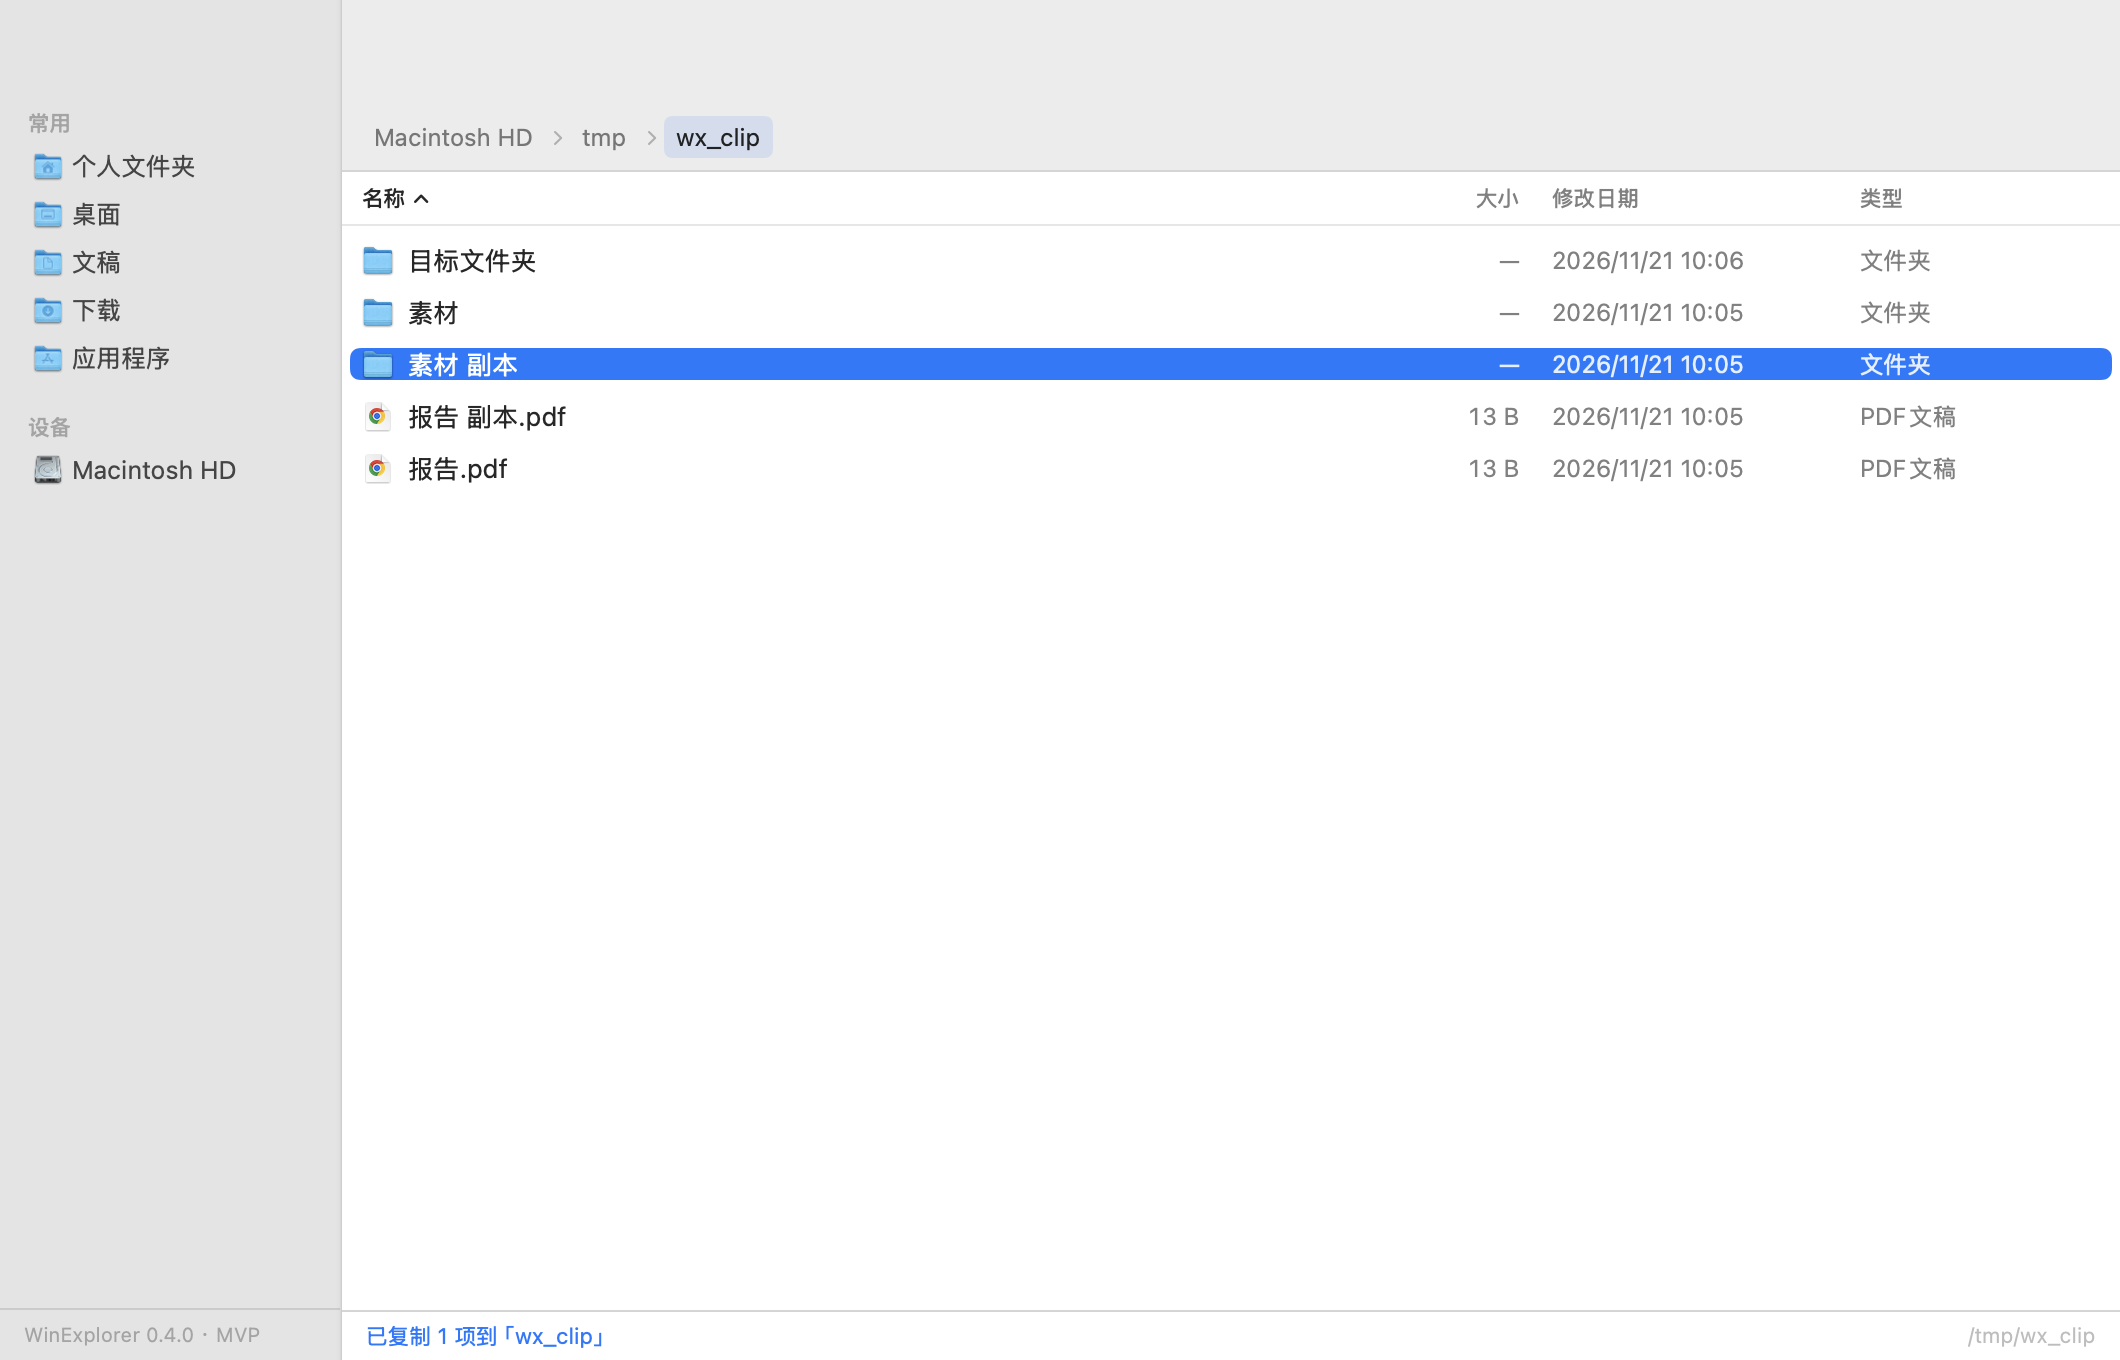 常用
个人文件夹
桌面
文稿
下载
应用程序
设备
Macintosh HD
WinExplorer 0.4.0 · MVP
Macintosh HD > tmp > wx_clip
名称 大小 修改日期 类型
目标文件夹 — 2026/11/21 10:06 文件夹
素材 — 2026/11/21 10:05 文件夹
素材 副本 — 2026/11/21 10:05 文件夹
报告 副本.pdf 13 B 2026/11/21 10:05 PDF文稿
报告.pdf 13 B 2026/11/21 10:05 PDF文稿
已复制 1 项到「wx_clip」 /tmp/wx_clip